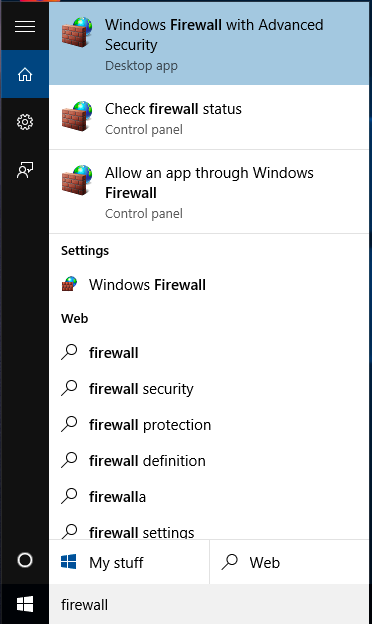 Windows Firewall with Advanced
Security
Desktop app
Check firewall status
Control panel
Allow an app through Windows
Firewall
Control panel
Settings
Windows Firewall
Web
firewall
firewall security
firewall protection
firewall definition
firewalla
firewall settings
My stuff
Web
firewall